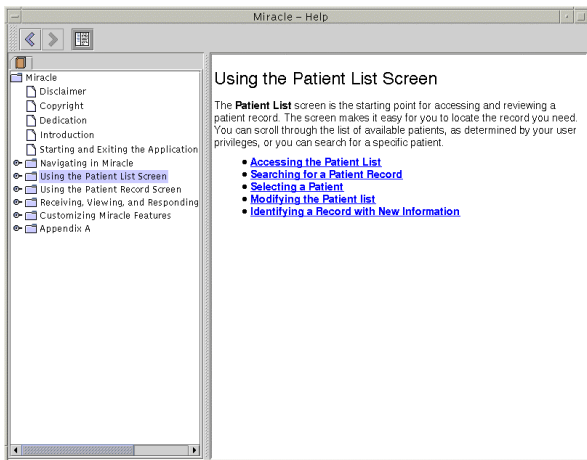 Miracle – Help
Miracle
Disclaimer
Copyright
Dedication
Introduction
Starting and Exiting the Application
Navigating in Miracle
Using the Patient List Screen
Using the Patient Record Screen
Receiving, Viewing, and Responding
Customizing Miracle Features
Appendix A
Using the Patient List Screen
The Patient List screen is the starting point for accessing and reviewing a
patient record. The screen makes it easy for you to locate the record you need.
You can scroll through the list of available patients, as determined by your user
privileges, or you can search for a specific patient.
• Accessing the Patient List
• Searching for a Patient Record
• Selecting a Patient
• Modifying the Patient list
• Identifying a Record with New Information